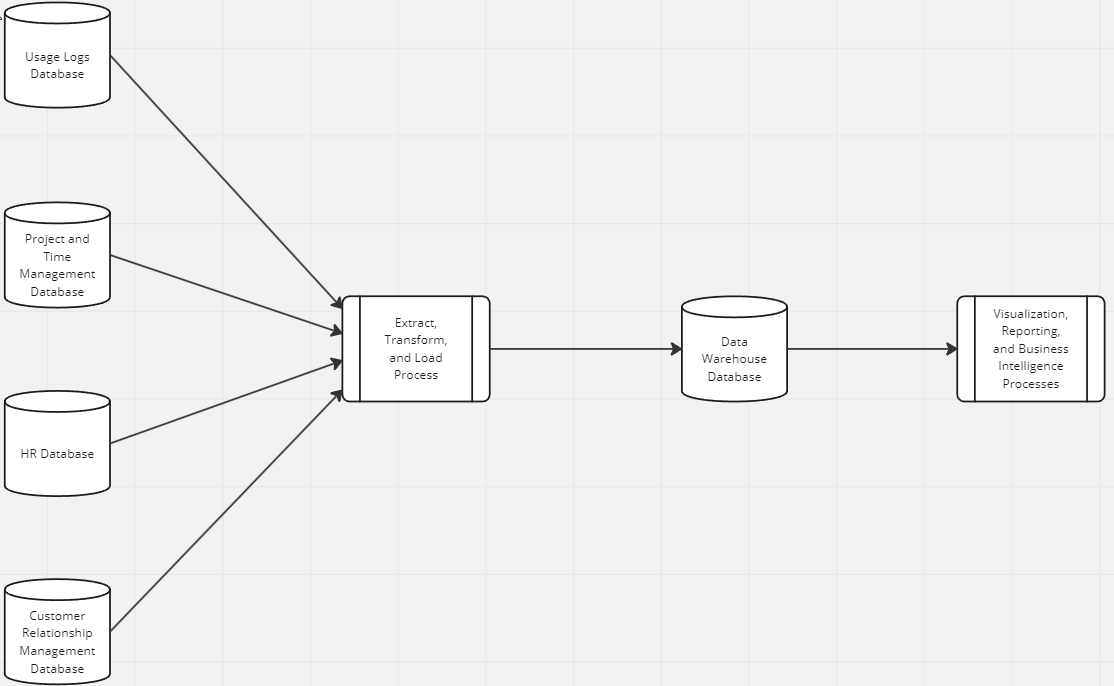 Usage Logs
Database
Project and
Time
Management
Database
HR Database
Customer
Relationship
Management
Database
Extract,
Transform,
and Load
Process
Data
Warehouse
Database
Visualization,
Reporting,
and Business
Intelligence
Processes